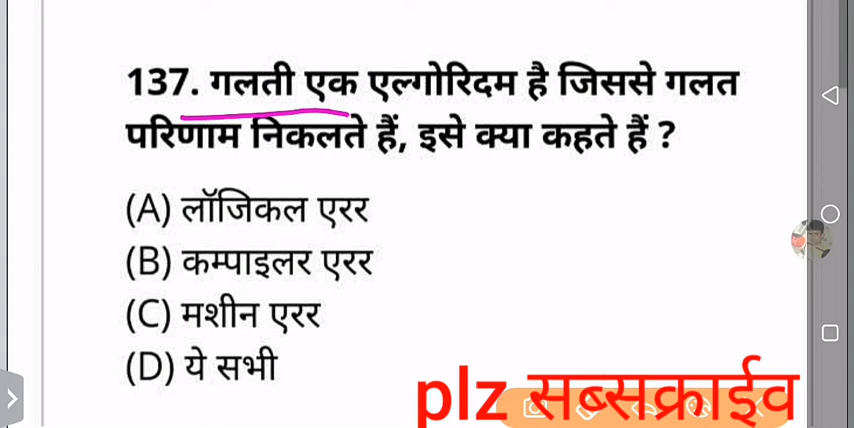 137. गलती एक एल्गोरिदम है जिससे गलत
परिणाम निकलते हैं, इसे क्या कहते हैं ?
(A) लॉजिकल एरर
(B) कम्पाइलर एरर
(C) मशीन एरर
(D) ये सभी
plz सब्सक्राईव